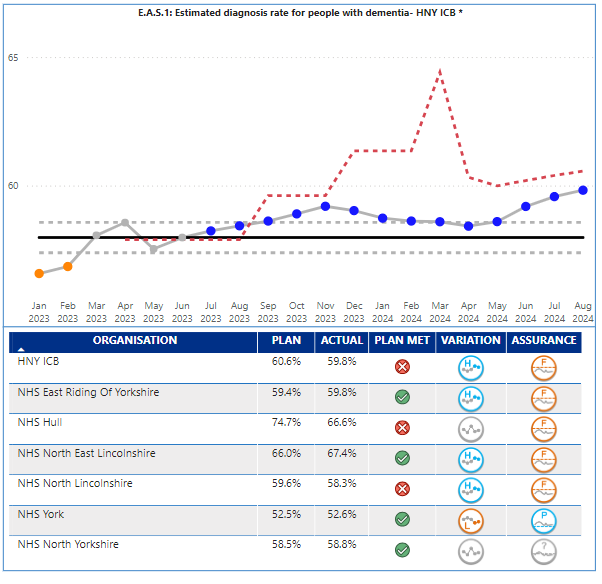 E.A.S.1: Estimated diagnosis rate for people with dementia- HNY ICB *
65
60
Jan Feb Mar Apr May Jun Jul Aug Sep Oct Nov Dec Jan Feb Mar Apr May Jun Jul Aug
2023 2023 2023 2023 2023 2023 2023 2023 2023 2023 2023 2023 2024 2024 2024 2024 2024 2024 2024 2024
ORGANISATION PLAN ACTUAL PLAN MET VARIATION ASSURANCE
HNY ICB 60.6% 59.8% H F
NHS East Riding Of Yorkshire 59.4% 59.8% H F
NHS Hull 74.7% 66.6% F
NHS North East Lincolnshire 66.0% 67.4% H F
NHS North Lincolnshire 59.6% 58.3% H F
NHS York 52.5% 52.6% L P
NHS North Yorkshire 58.5% 58.8% ?